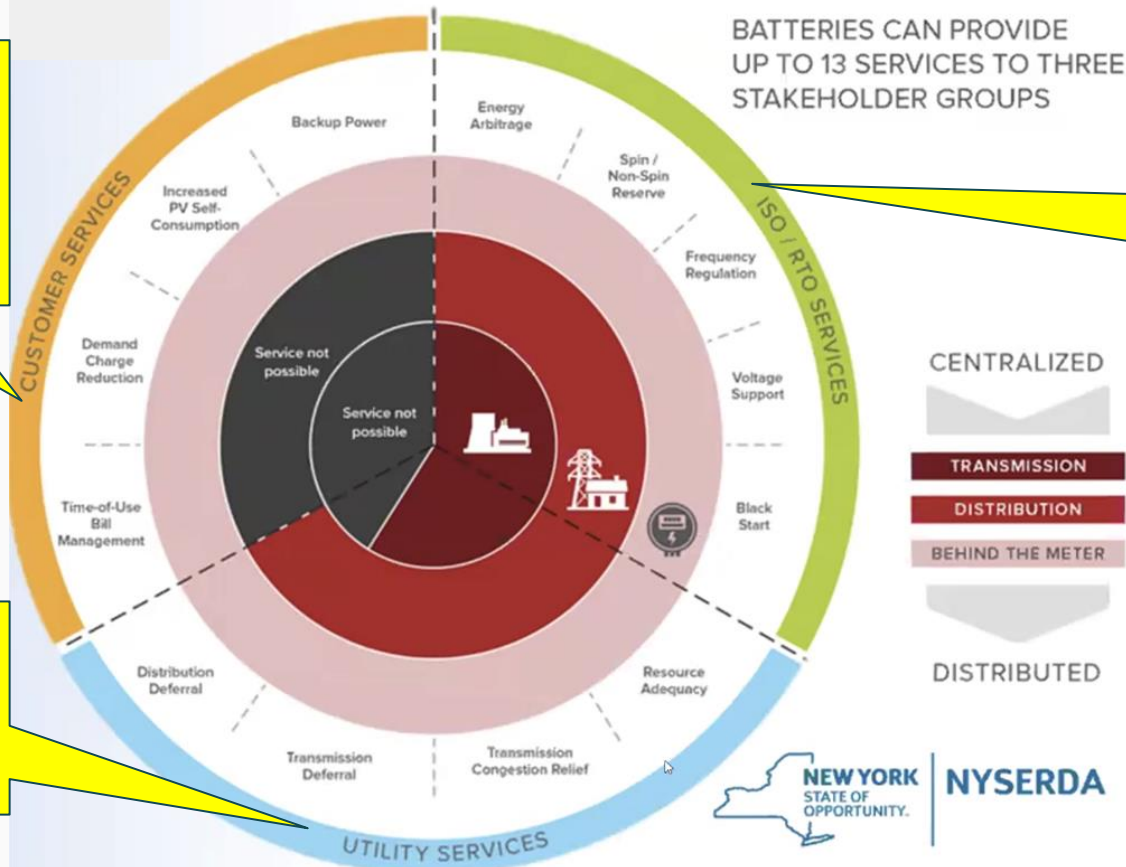 BATTERIES CAN PROVIDE
UP TO 13 SERVICES TO THREE
STAKEHOLDER GROUPS
CUSTOMER SERVICES
ISO / RTO SERVICES
UTILITY SERVICES
Backup Power
Energy
Arbitrage
Spin /
Non-Spin
Reserve
Increased
PV Self-
Consumption
Frequency
Regulation
Demand
Charge
Reduction
Voltage
Support
Time-of-Use
Bill
Management
Black
Start
Distribution
Deferral
Resource
Adequacy
Transmission
Deferral
Transmission
Congestion Relief
Service not
possible
Service not
possible
CENTRALIZED
TRANSMISSION
DISTRIBUTION
BEHIND THE METER
DISTRIBUTED
NEW YORK
STATE OF
OPPORTUNITY.
NYSERDA